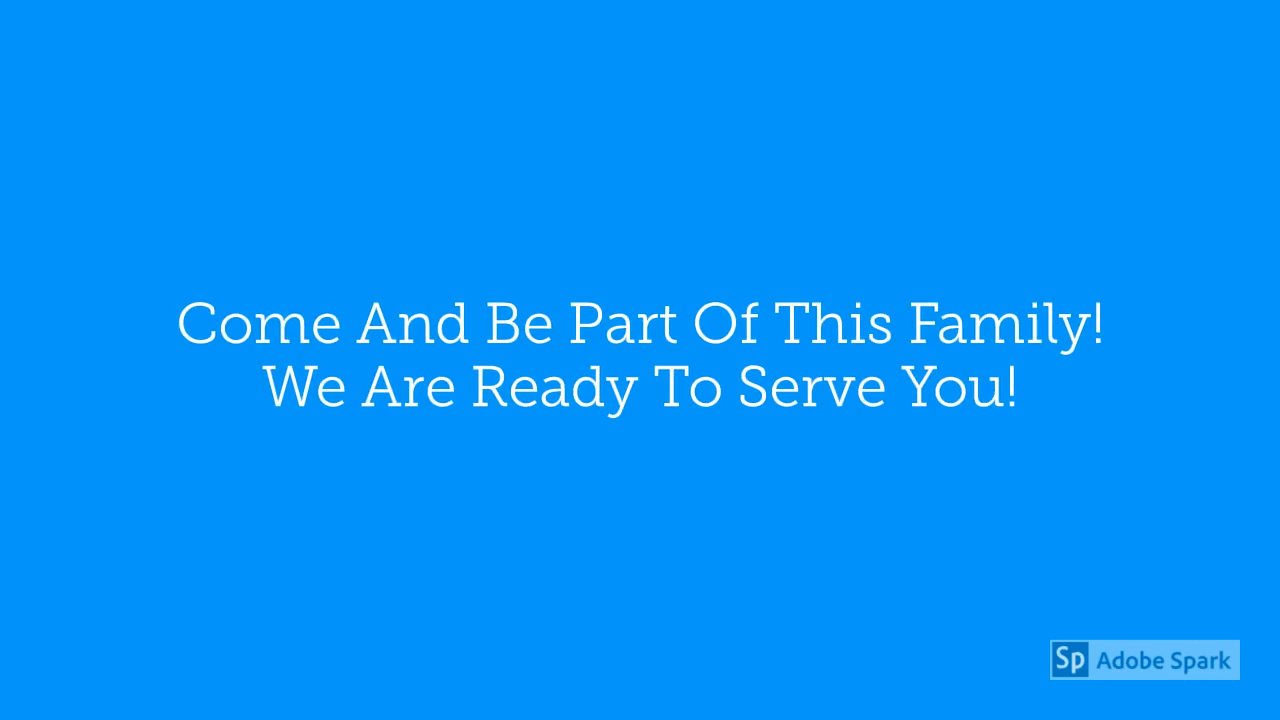 Come And Be Part Of This Family!
We Are Ready To Serve You!
Sp Adobe Spark